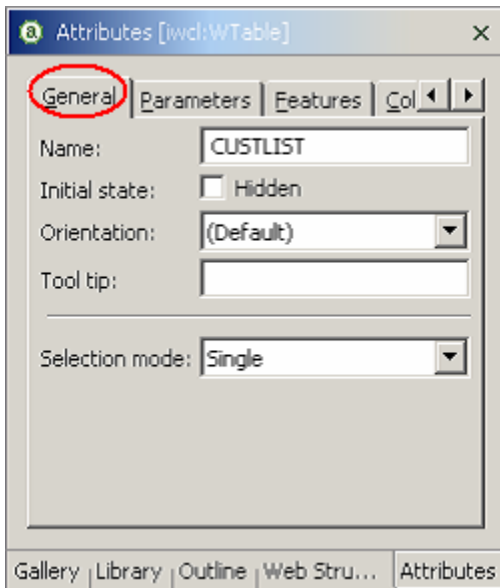 a Attributes [iwcl:WTable]
General Parameters Features Col
Name: CUSTLIST
Initial state: Hidden
Orientation: (Default)
Tool tip:
Selection mode: Single
Gallery Library Outline Web Stru... Attributes